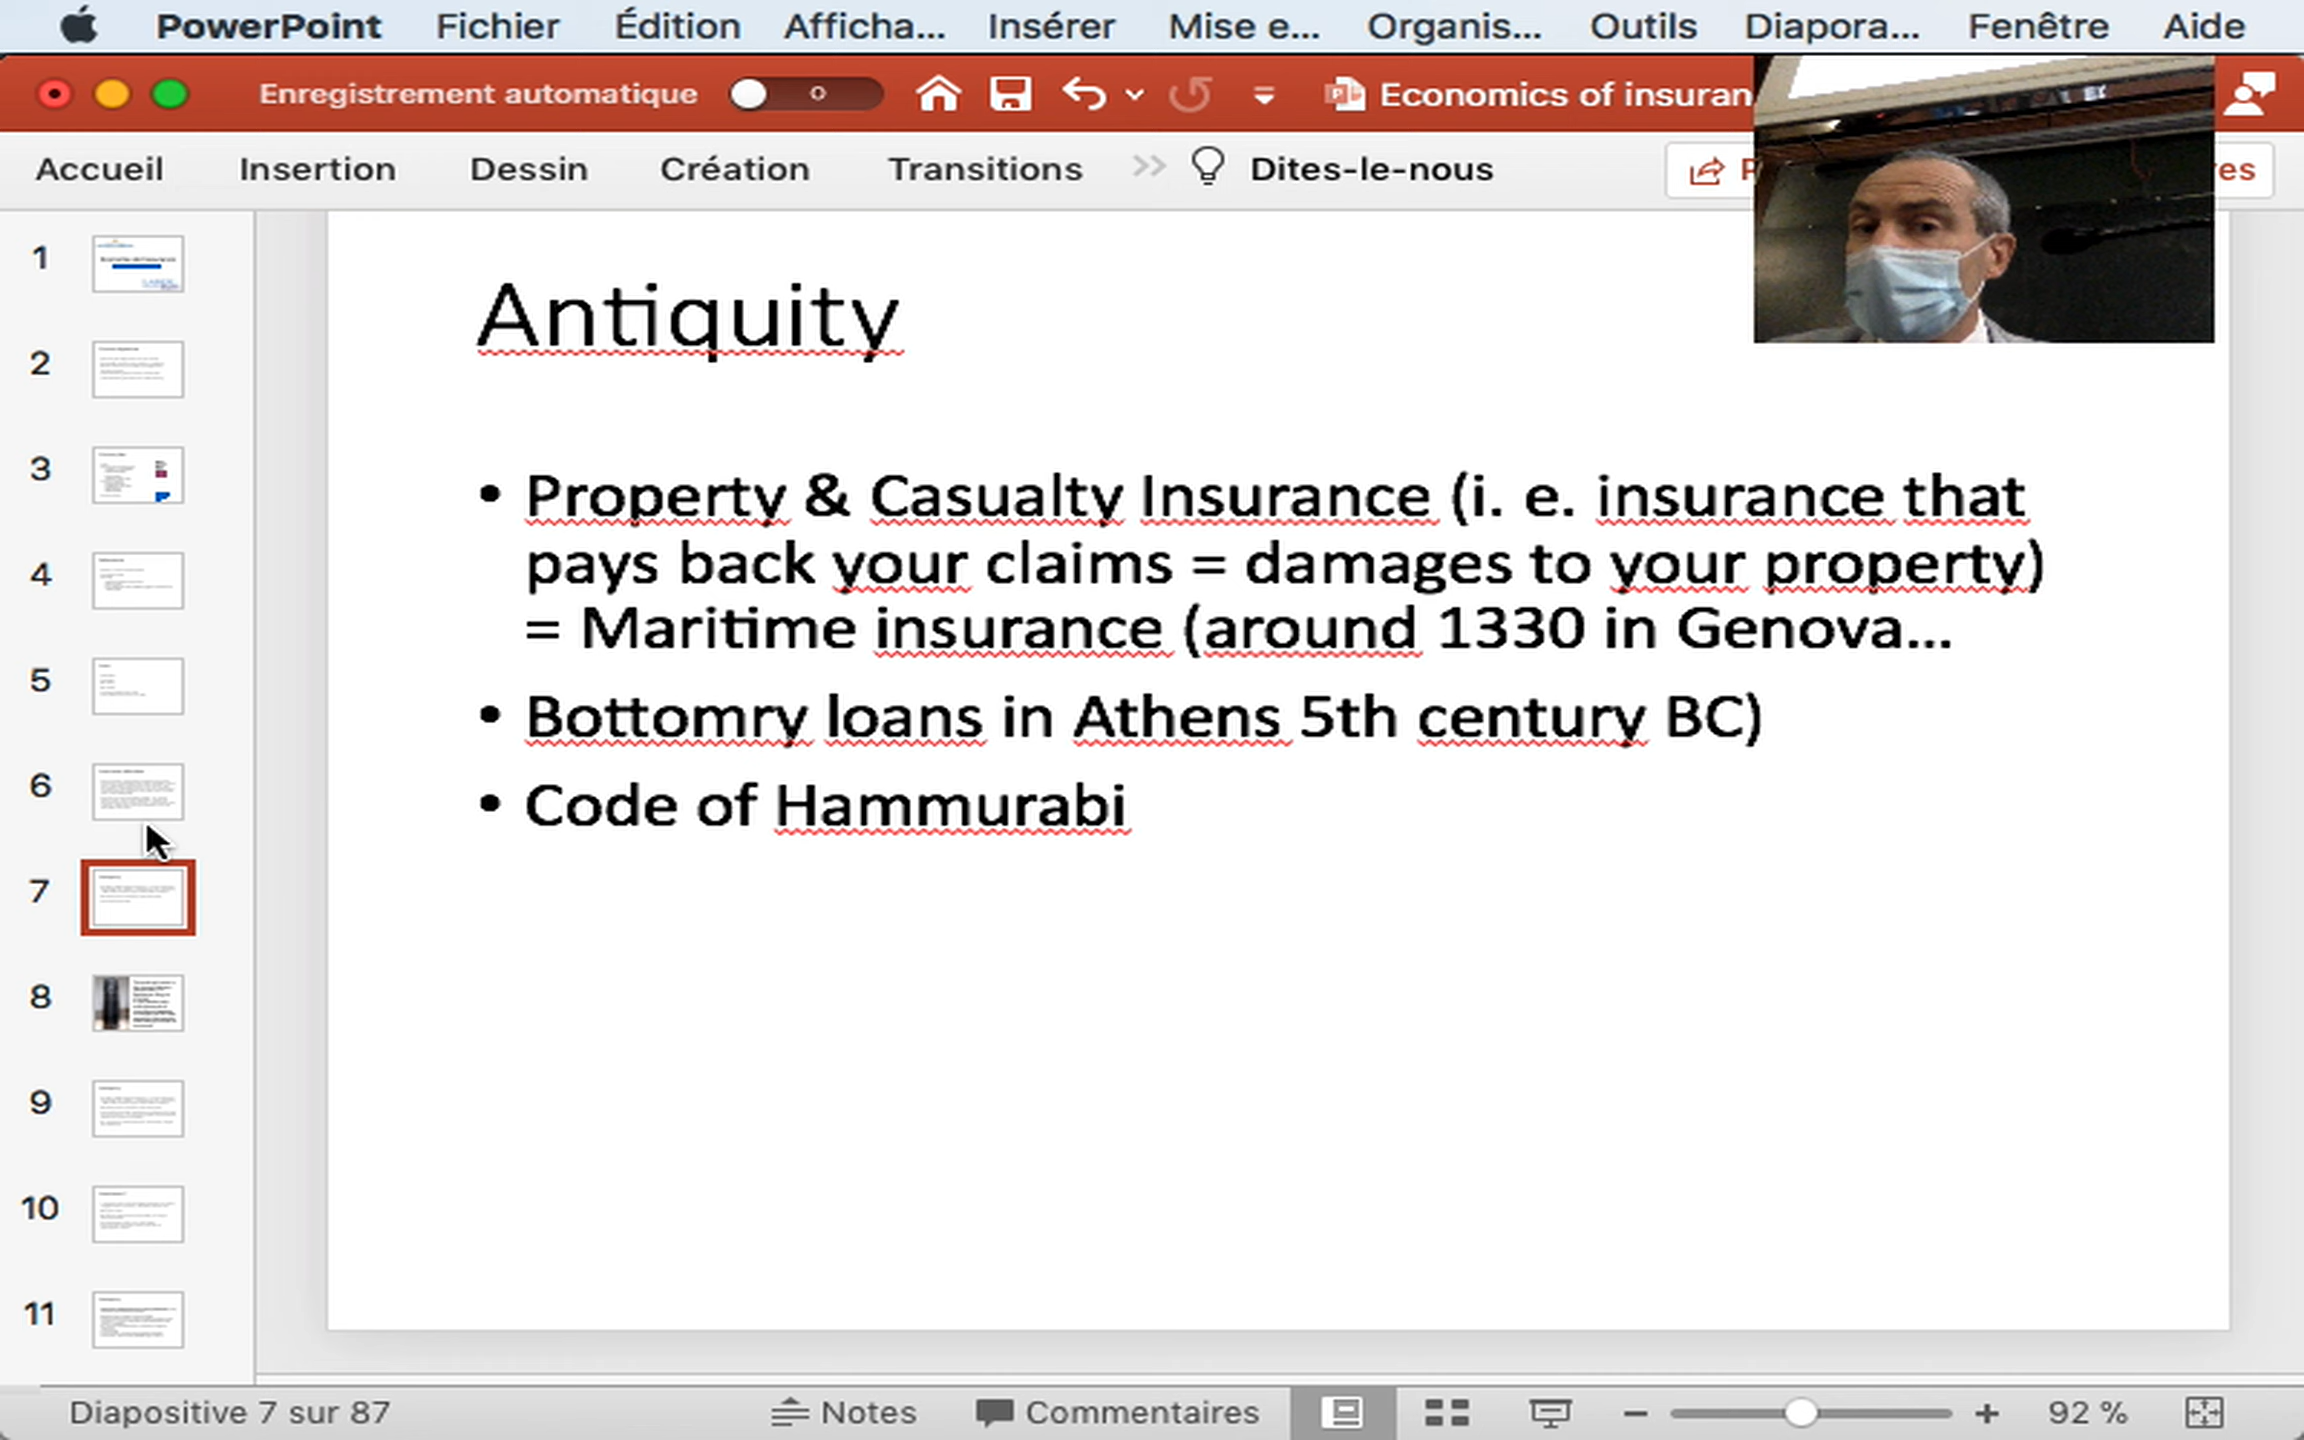 PowerPoint Fichier Édition Afficha... Insérer Mise e... Organis... Outils Diapora... Fenêtre Aide
Enregistrement automatique Economics of insuran
Accueil Insertion Dessin Création Transitions >> Dites-le-nous
1
2
3
4
5
6
7
8
9
10
11
Antiquity
• Property & Casualty Insurance (i. e. insurance that
pays back your claims = damages to your property)
= Maritime insurance (around 1330 in Genova...
• Bottomry loans in Athens 5th century BC)
• Code of Hammurabi
Diapositive 7 sur 87 Notes Commentaires 92 %